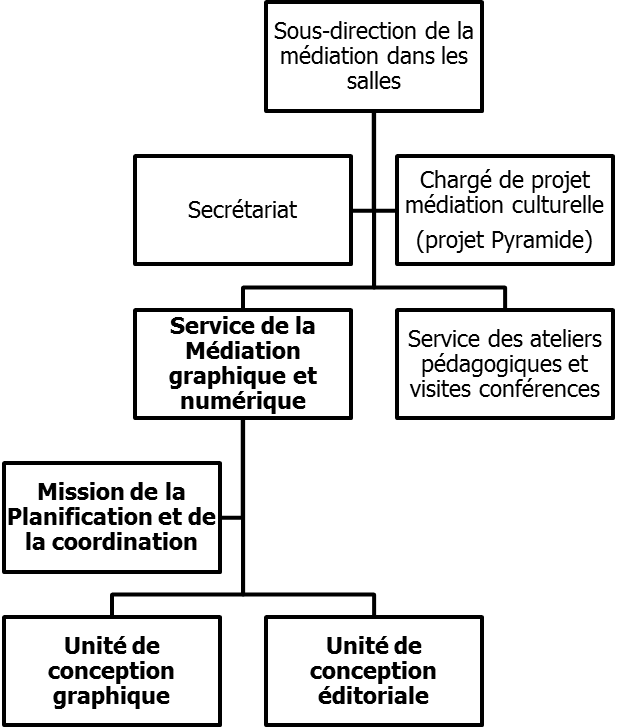 Sous-direction de la
médiation dans les
salles
Secrétariat
Chargé de projet
médiation culturelle
(projet Pyramide)
Service de la
Médiation
graphique et
numérique
Service des ateliers
pédagogiques et
visites conférences
Mission de la
Planification et de
la coordination
Unité de
conception
graphique
Unité de
conception
éditoriale